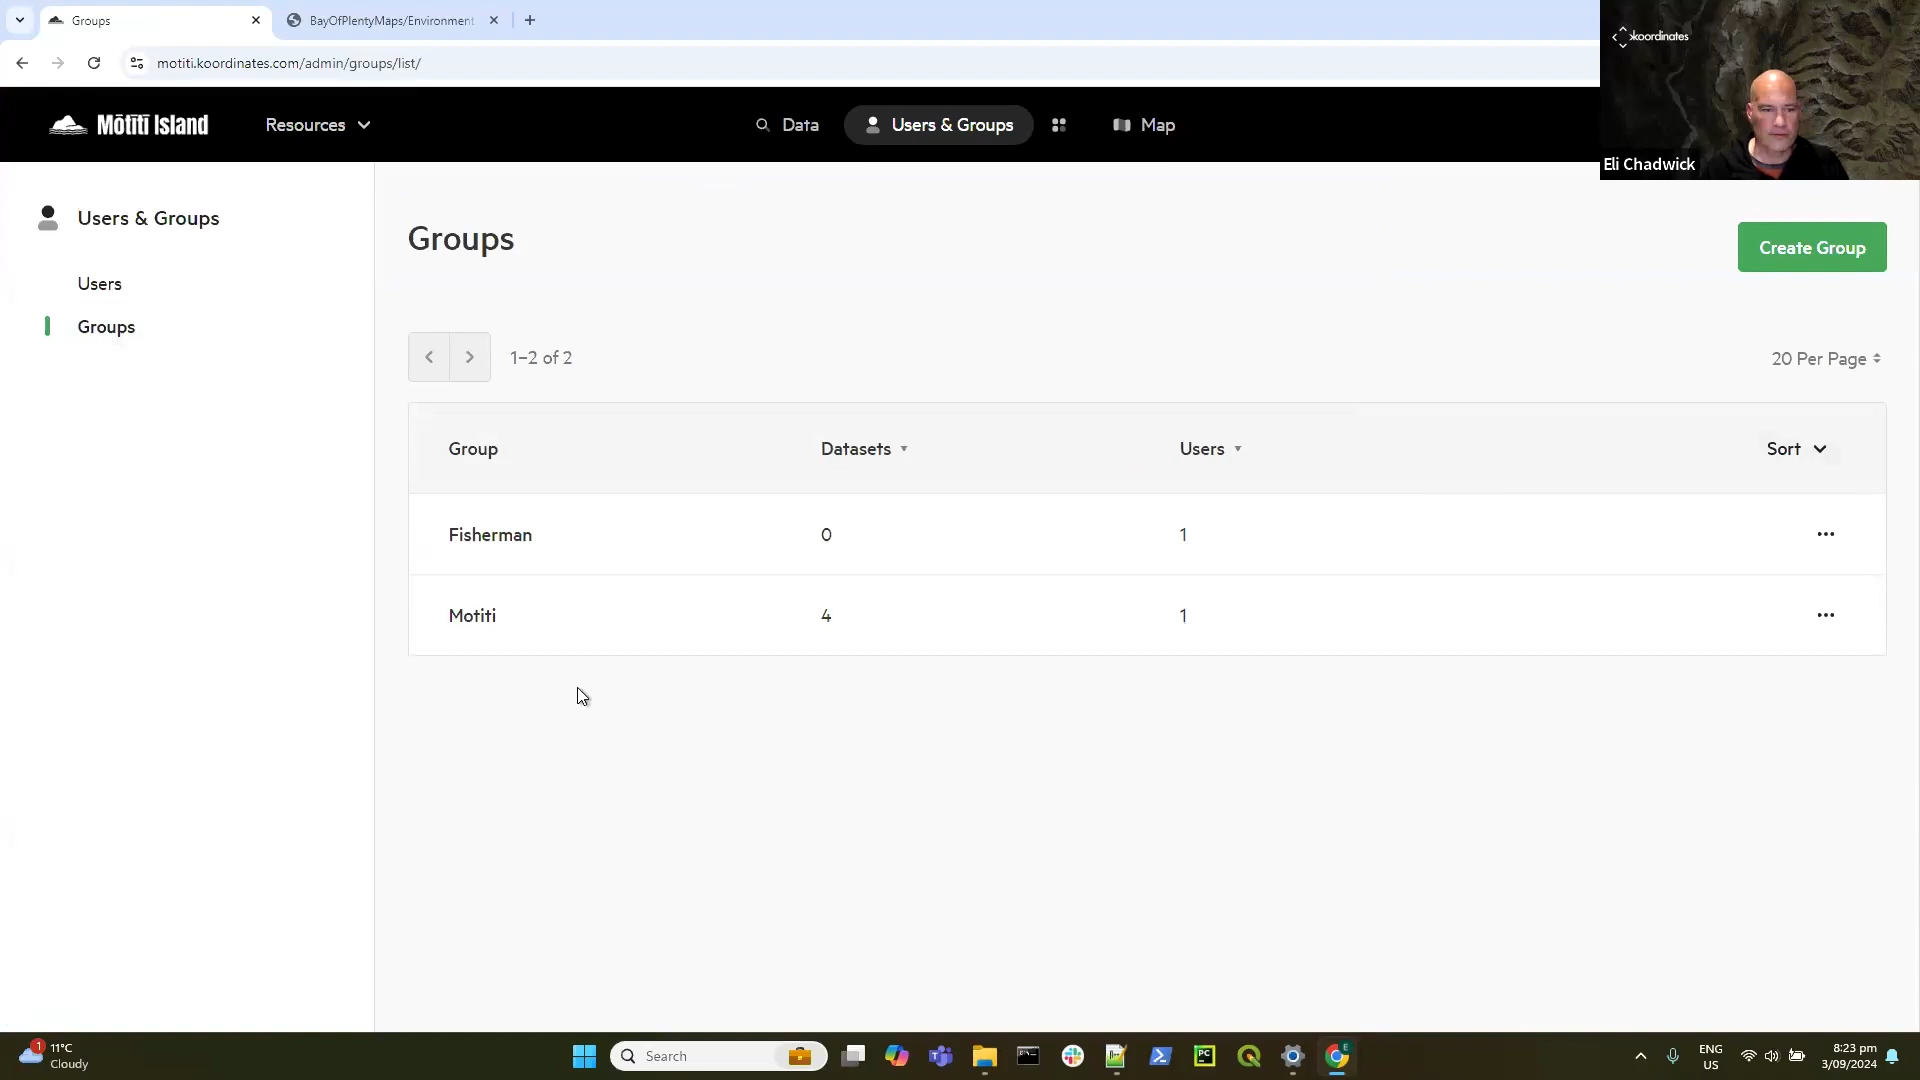 Groups
BayOfPlentyMaps/Environment
motiti.koordinates.com/admin/groups/list/
koordinates
Eli Chadwick
Mōtītī Island
Resources
Data
Users & Groups
Map
Users & Groups
Users
Groups
Groups
Create Group
1–2 of 2
20 Per Page
Group Datasets Users Sort
Fisherman 0 1
Motiti 4 1
1
11°C
Cloudy
Search
PC
ENG
US
8:23 pm
3/09/2024